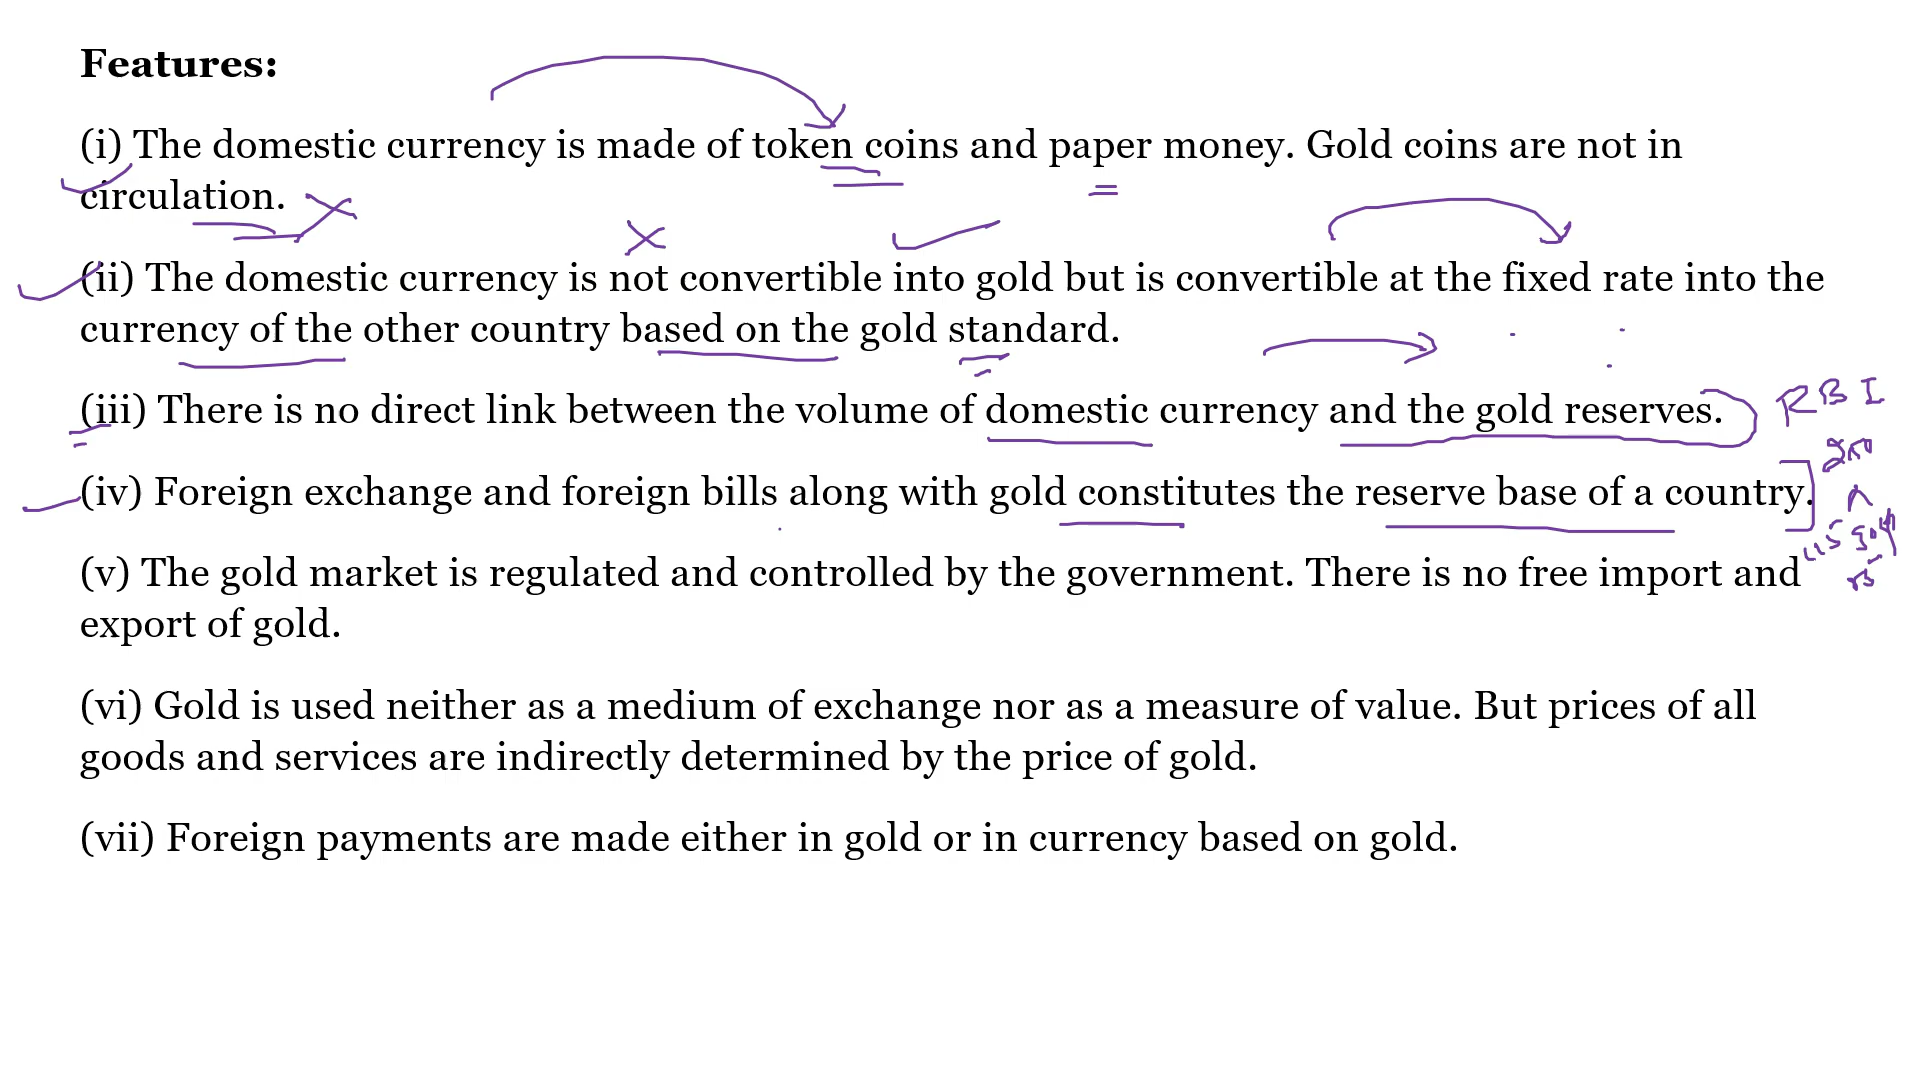 Features:
(i) The domestic currency is made of token coins and paper money. Gold coins are not in
circulation.
(ii) The domestic currency is not convertible into gold but is convertible at the fixed rate into the
currency of the other country based on the gold standard.
(iii) There is no direct link between the volume of domestic currency and the gold reserves.
RBI
(iv) Foreign exchange and foreign bills along with gold constitutes the reserve base of a country.
(v) The gold market is regulated and controlled by the government. There is no free import and
export of gold.
(vi) Gold is used neither as a medium of exchange nor as a measure of value. But prices of all
goods and services are indirectly determined by the price of gold.
(vii) Foreign payments are made either in gold or in currency based on gold.